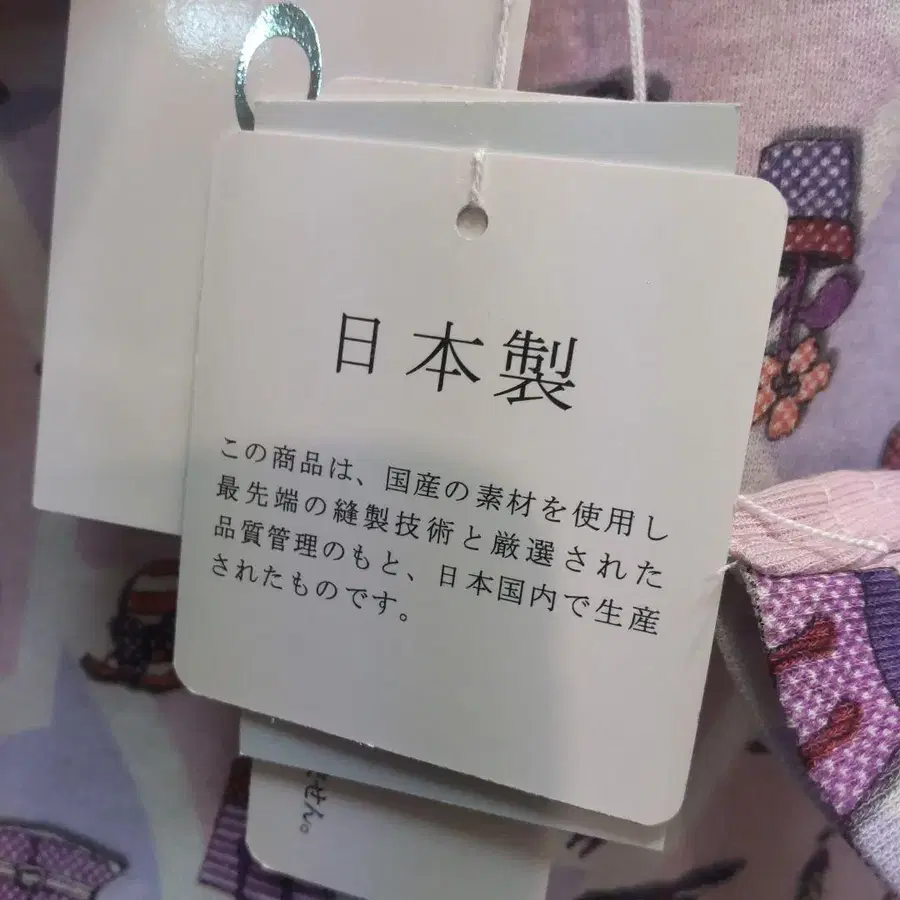 日本製
この商品は、国産の素材を使用し
最先端の縫製技術と厳選された
品質管理のもと、日本国内で生産
されたものです。
せん。